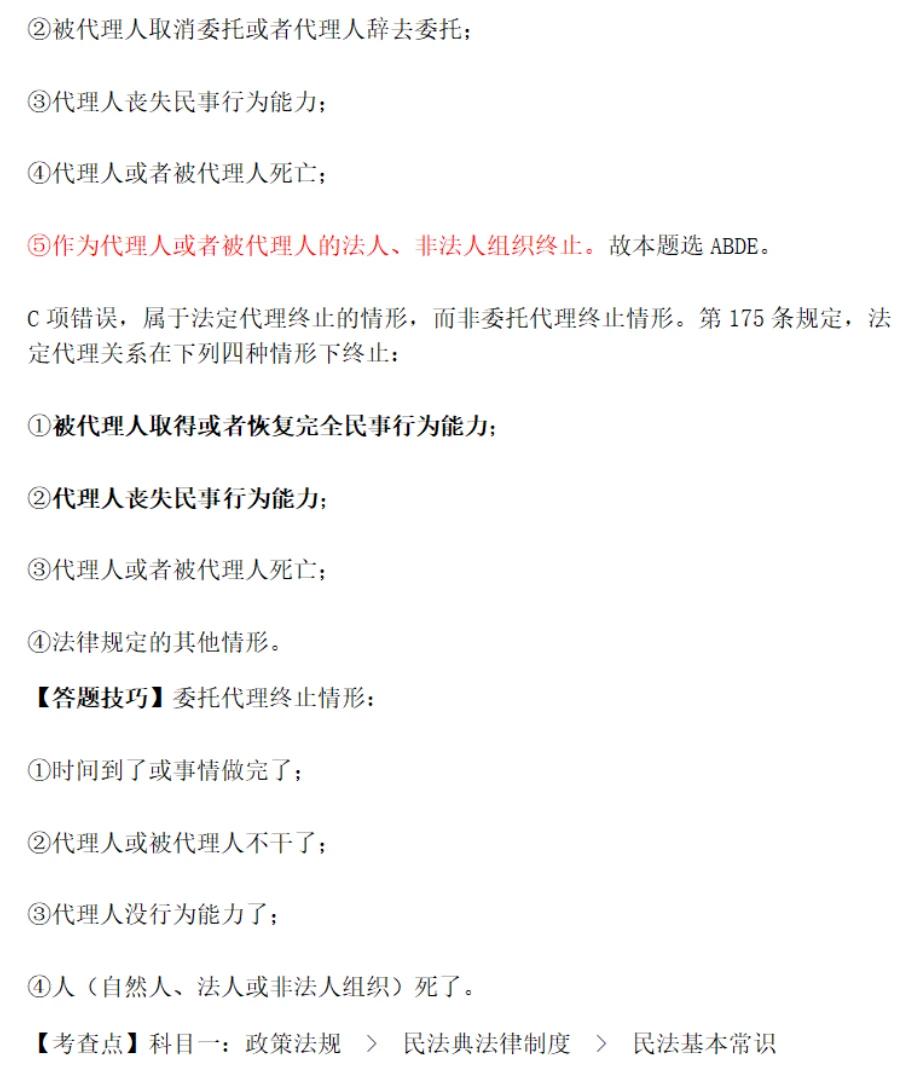 ②被代理人取消委托或者代理人辞去委托；
③代理人丧失民事行为能力；
④代理人或者被代理人死亡；
⑤作为代理人或者被代理人的法人、非法人组织终止。故本题选 ABDE。
C 项错误，属于法定代理终止的情形，而非委托代理终止情形。第 175 条规定，法
定代理关系在下列四种情形下终止：
①被代理人取得或者恢复完全民事行为能力；
②代理人丧失民事行为能力；
③代理人或者被代理人死亡；
④法律规定的其他情形。
【答题技巧】委托代理终止情形：
①时间到了或事情做完了；
②代理人或被代理人不干了；
③代理人没行为能力了；
④人（自然人、法人或非法人组织）死了。
【考查点】科目一：政策法规 > 民法典法律制度 > 民法基本常识